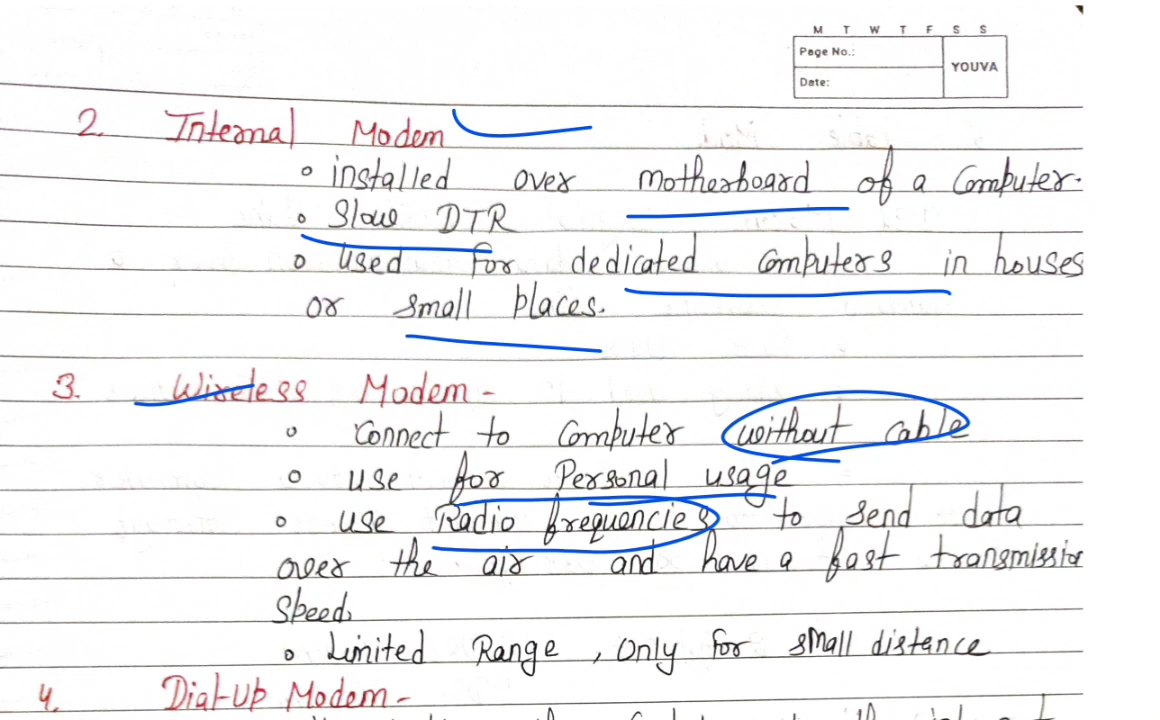 M T W T F S S
Page No.:
YOUVA
Date:
2. Internal Modem
o installed over motherboard of a Computer.
o Slow DTR
o used for dedicated Computers in houses
or small places.
3. Wireless Modem -
o Connect to Computer without cable
o use for Personal usage
o use Radio frequencies to send data
over the air and have a fast transmission
Speed.
o Limited Range, Only for small distance
4. Dial-Up Modem -